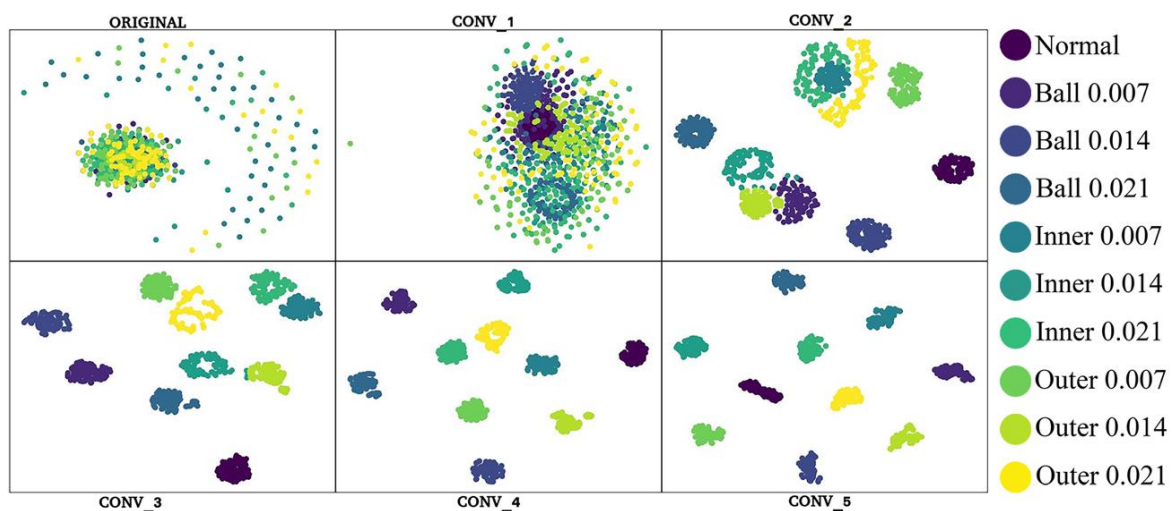 ORIGINAL
CONV_1
CONV_2
Normal
Ball 0.007
Ball 0.014
Ball 0.021
Inner 0.007
Inner 0.014
Inner 0.021
Outer 0.007
Outer 0.014
Outer 0.021
CONV_3
CONV_4
CONV_5